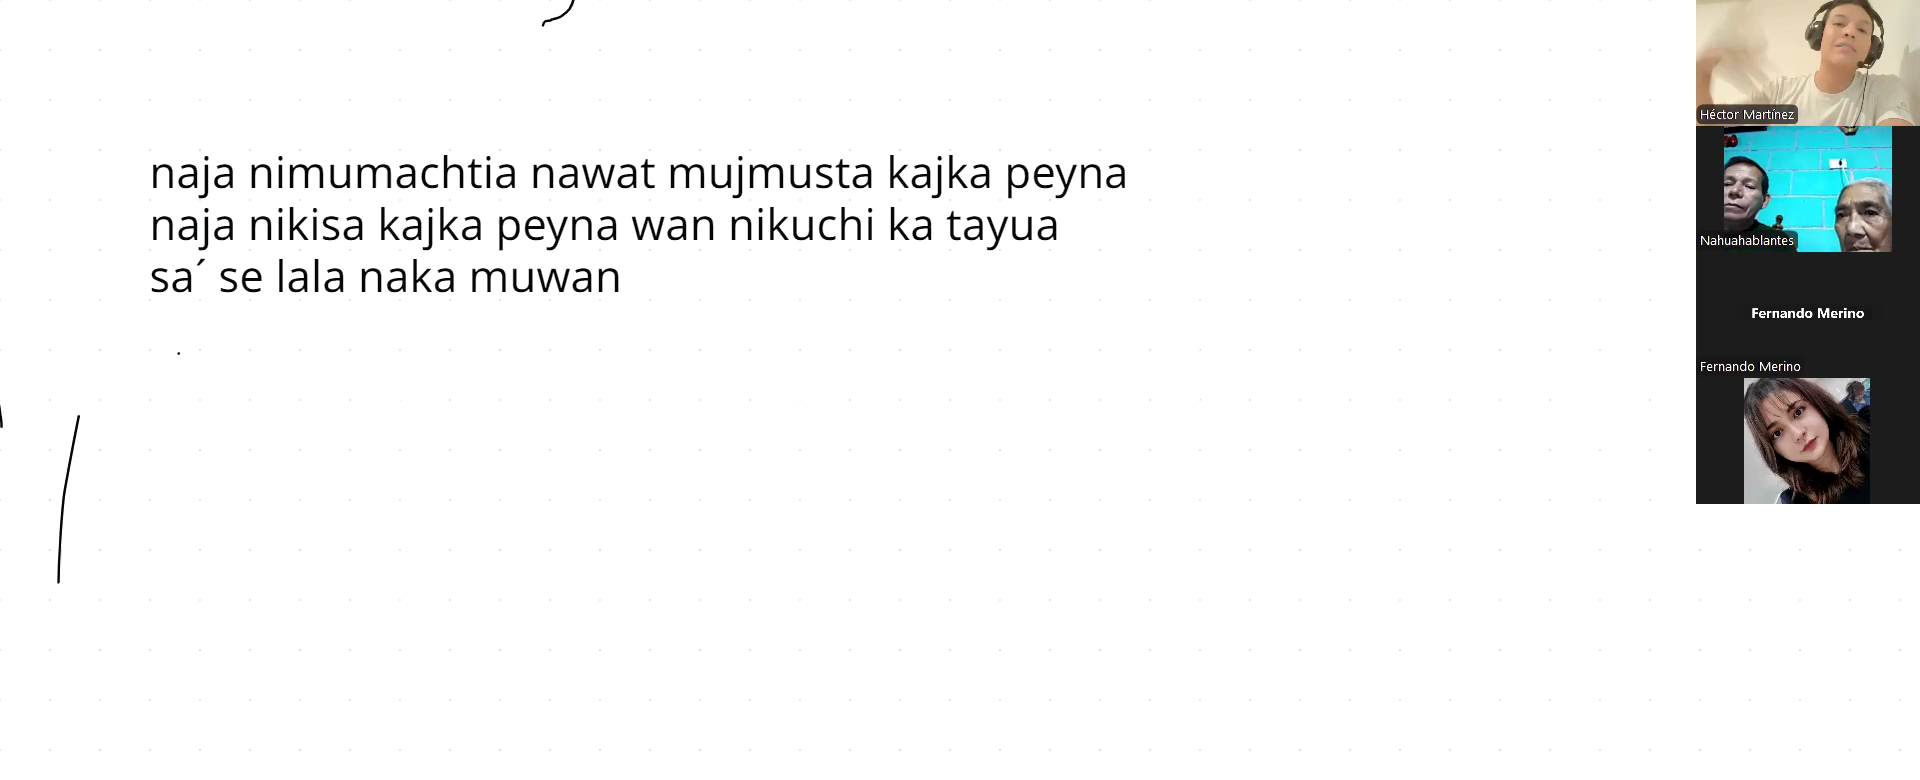 naja nimumachtia nawat mujmusta kajka peyna
naja nikisa kajka peyna wan nikuchi ka tayua
sa´ se lala naka muwan
Héctor Martínez
Nahuahablantes
Fernando Merino
Fernando Merino